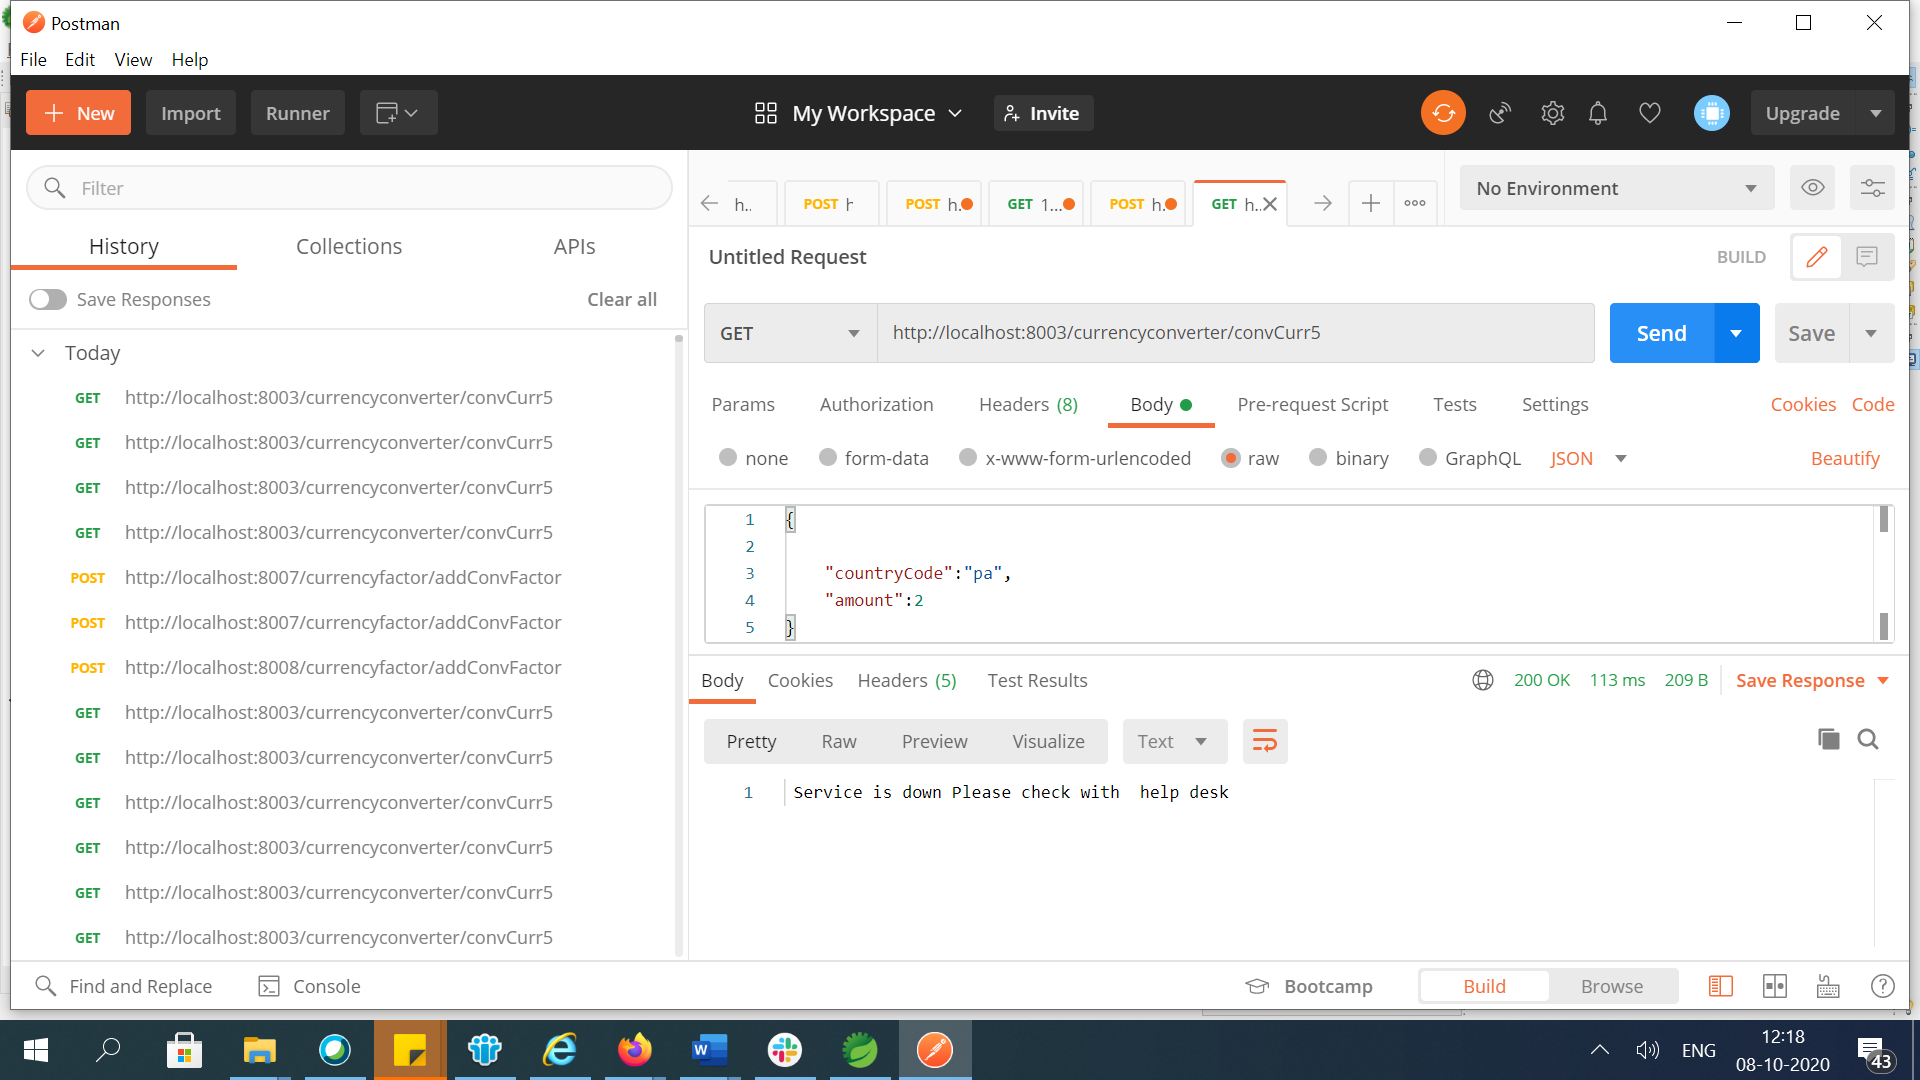 Postman
File Edit View Help
New Import Runner My Workspace Invite Upgrade
Filter
History Collections APIs
Save Responses Clear all
Today
GET http://localhost:8003/currencyconverter/convCurr5
GET http://localhost:8003/currencyconverter/convCurr5
GET http://localhost:8003/currencyconverter/convCurr5
GET http://localhost:8003/currencyconverter/convCurr5
POST http://localhost:8007/currencyfactor/addConvFactor
POST http://localhost:8007/currencyfactor/addConvFactor
POST http://localhost:8008/currencyfactor/addConvFactor
GET http://localhost:8003/currencyconverter/convCurr5
GET http://localhost:8003/currencyconverter/convCurr5
GET http://localhost:8003/currencyconverter/convCurr5
GET http://localhost:8003/currencyconverter/convCurr5
GET http://localhost:8003/currencyconverter/convCurr5
GET http://localhost:8003/currencyconverter/convCurr5
h.. POST h POST h. GET 1... POST h. GET h.. No Environment
Untitled Request BUILD
GET http://localhost:8003/currencyconverter/convCurr5 Send Save
Params Authorization Headers (8) Body Pre-request Script Tests Settings Cookies Code
none form-data x-www-form-urlencoded raw binary GraphQL JSON Beautify
1 {
2
3 "countryCode":"pa",
4 "amount":2
5 }
Body Cookies Headers (5) Test Results 200 OK 113 ms 209 B Save Response
Pretty Raw Preview Visualize Text
1 Service is down Please check with  help desk
Find and Replace Console Bootcamp Build Browse
ENG 12:18
08-10-2020 43